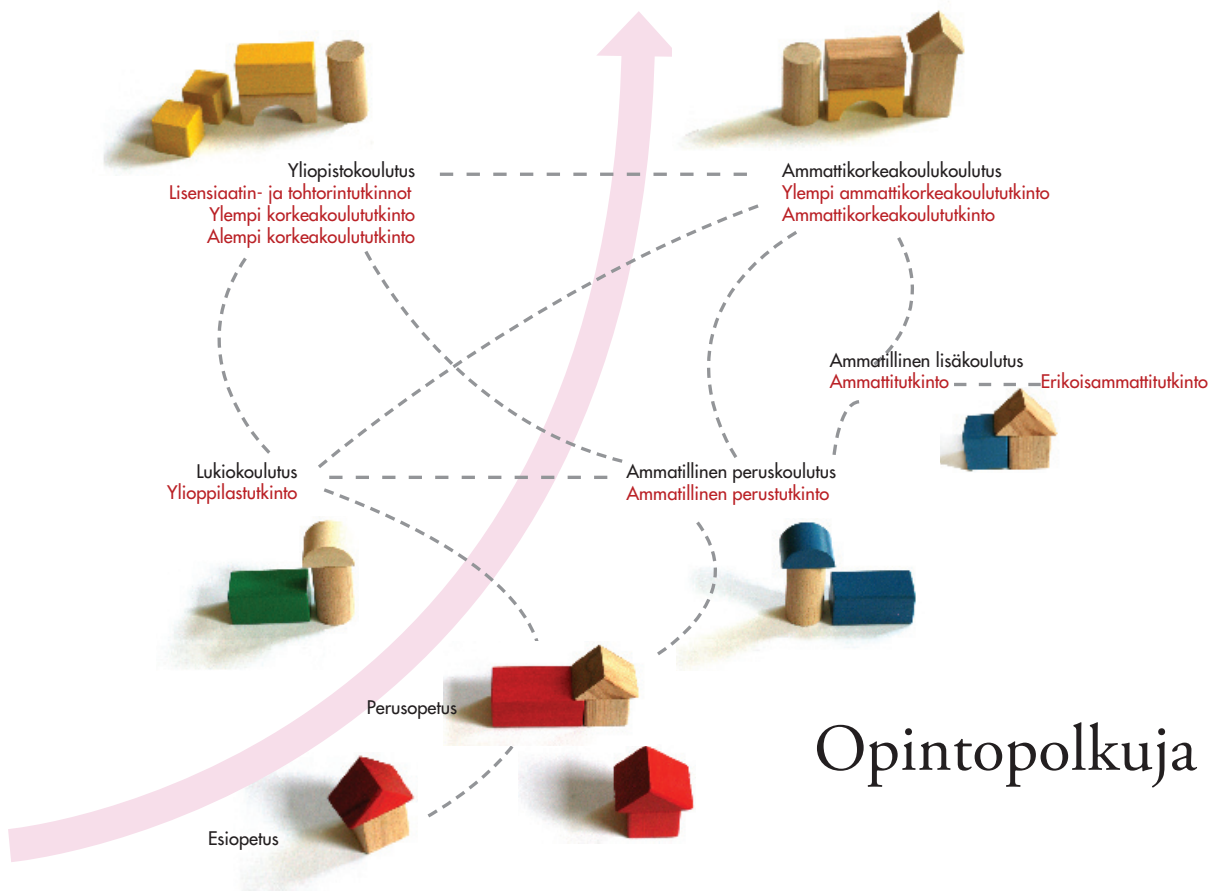 Yliopistokoulutus
Lisensiaatin- ja tohtorintutkinnot
Ylempi korkeakoulututkinto
Alempi korkeakoulututkinto
Ammattikorkeakoulukoulutus
Ylempi ammattikorkeakoulututkinto
Ammattikorkeakoulututkinto
Ammatillinen lisäkoulutus
Ammattitutkinto
Erikoisammattitutkinto
Lukiokoulutus
Ylioppilastutkinto
Ammatillinen peruskoulutus
Ammatillinen perustutkinto
Perusopetus
Opintopolkuja
Esiopetus